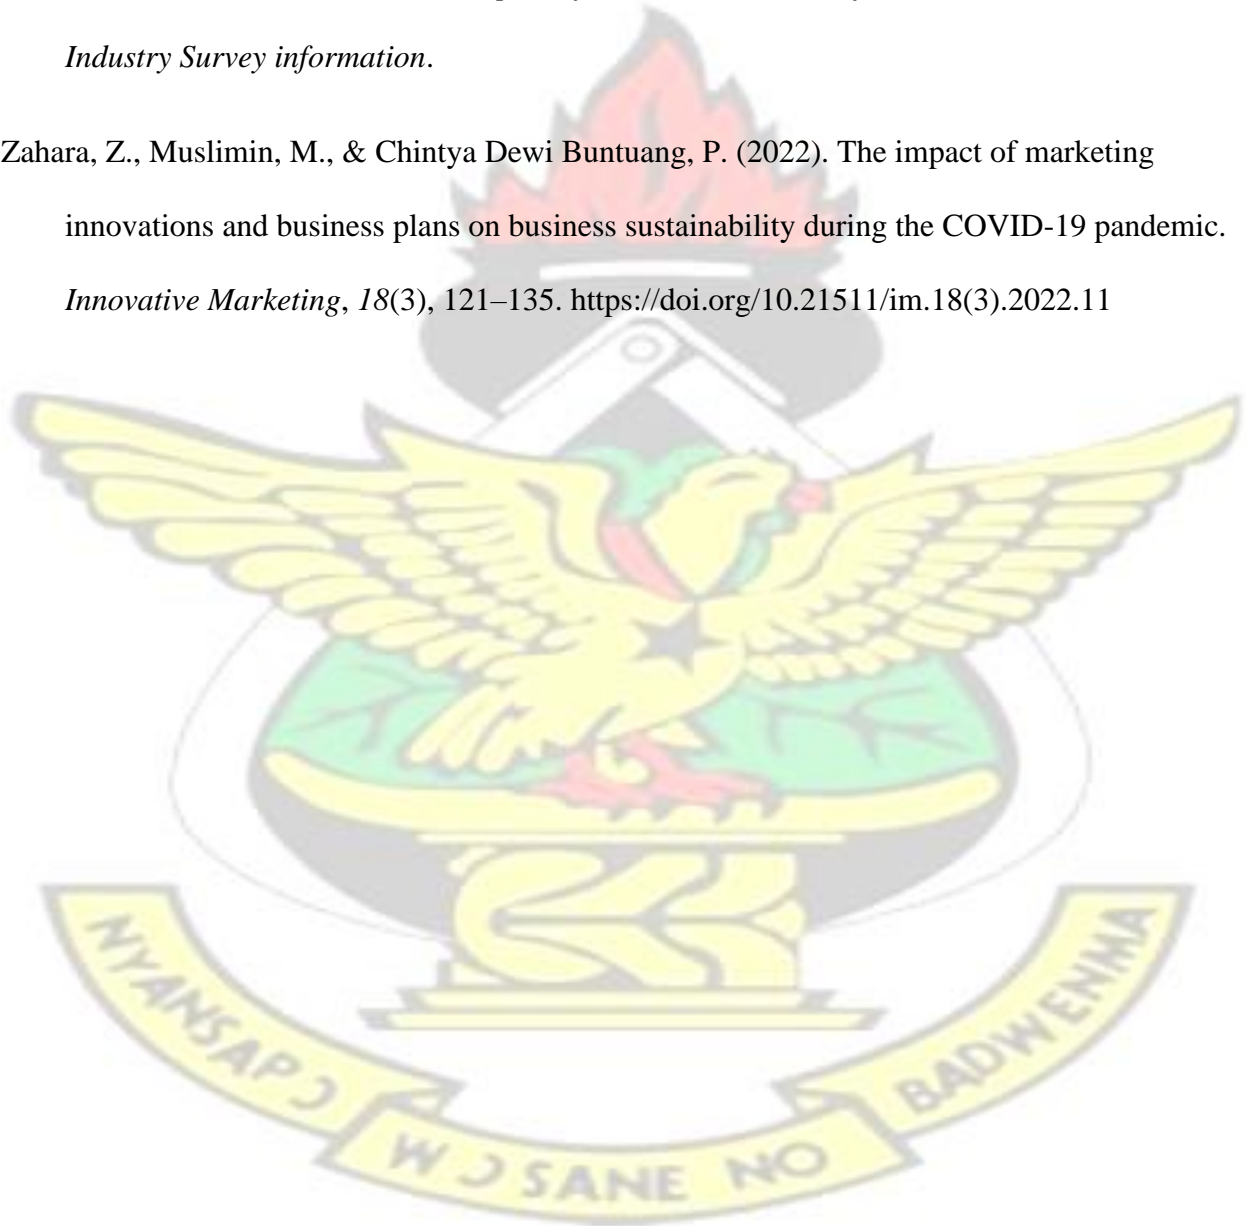 Industry Survey information.
Zahara, Z., Muslimin, M., & Chintya Dewi Buntuang, P. (2022). The impact of marketing
innovations and business plans on business sustainability during the COVID-19 pandemic.
Innovative Marketing, 18(3), 121–135. https://doi.org/10.21511/im.18(3).2022.11
NYANSAPƆ
WƆ SANE NO
BADWENMA